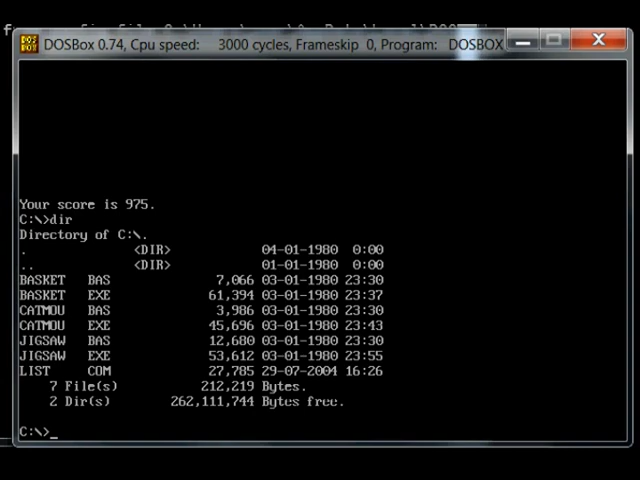 DOSBox 0.74, Cpu speed: 3000 cycles, Frameskip 0, Program: DOSBOX
Your score is 975.
C:\>dir
Directory of C:\.
. <DIR> 04-01-1980 0:00
.. <DIR> 01-01-1980 0:00
BASKET BAS 7,066 03-01-1980 23:30
BASKET EXE 61,394 03-01-1980 23:37
CATMOU BAS 3,986 03-01-1980 23:30
CATMOU EXE 45,696 03-01-1980 23:43
JIGSAW BAS 12,680 03-01-1980 23:30
JIGSAW EXE 53,612 03-01-1980 23:55
LIST COM 27,785 29-07-2004 16:26
7 File(s) 212,219 Bytes.
2 Dir(s) 262,111,744 Bytes free.
C:\>_